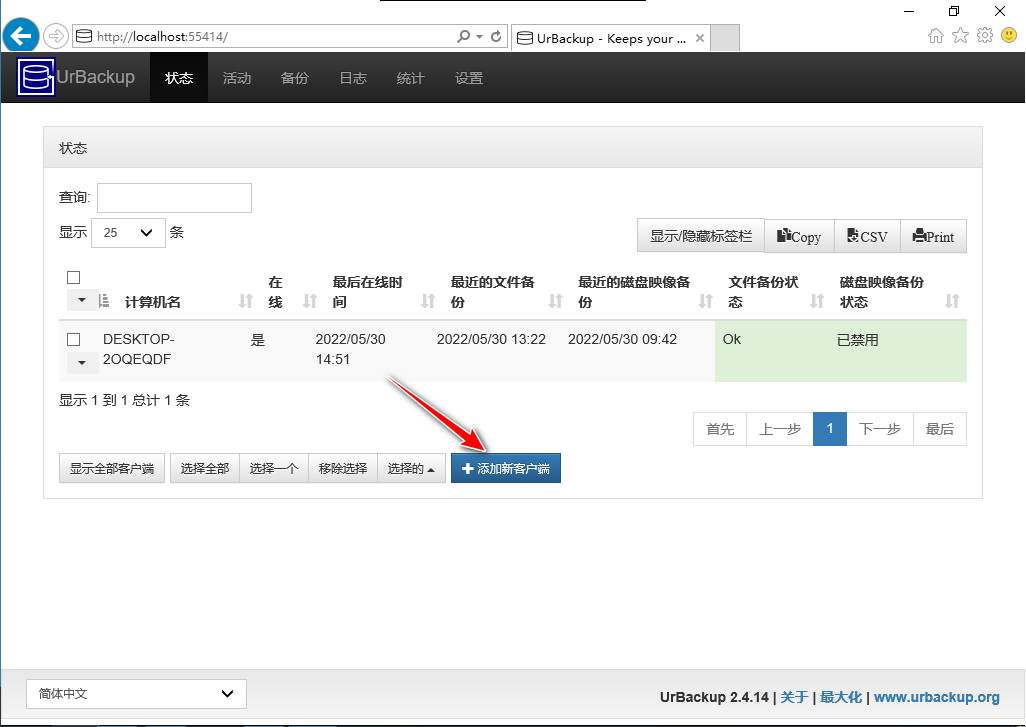 http://localhost:55414/
UrBackup - Keeps your ...
UrBackup 状态 活动 备份 日志 统计 设置
状态
查询:
显示 25 条
显示/隐藏标签栏 Copy CSV Print
计算机名 在线 最后在线时间 最近的文件备份 最近的磁盘映像备份 文件备份状态 磁盘映像备份状态
DESKTOP-2OQEQDF 是 2022/05/30 14:51 2022/05/30 13:22 2022/05/30 09:42 Ok 已禁用
显示 1 到 1 总计 1 条
首先 上一步 1 下一步 最后
显示全部客户端 选择全部 选择一个 移除选择 选择的 添加新客户端
简体中文
UrBackup 2.4.14 | 关于 | 最大化 | www.urbackup.org